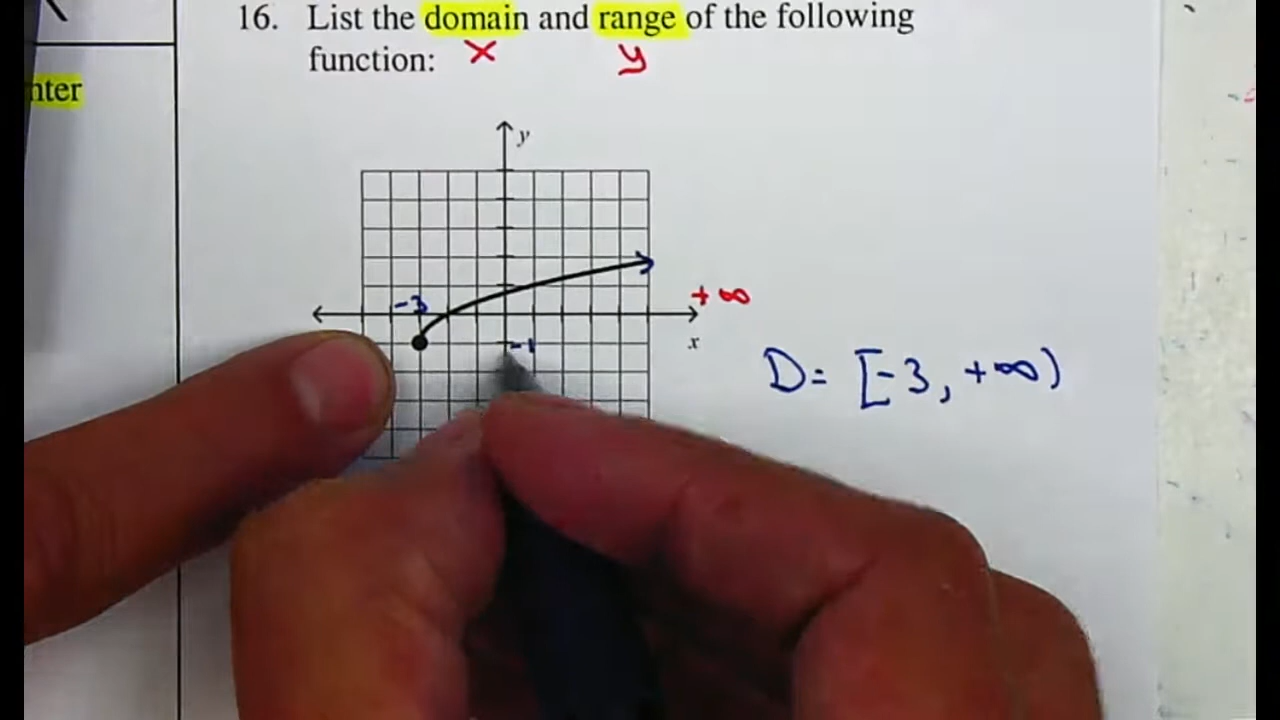 16. List the domain and range of the following
function: x y
nter
y
-3
+∞
-1
x
D= [-3, +∞)